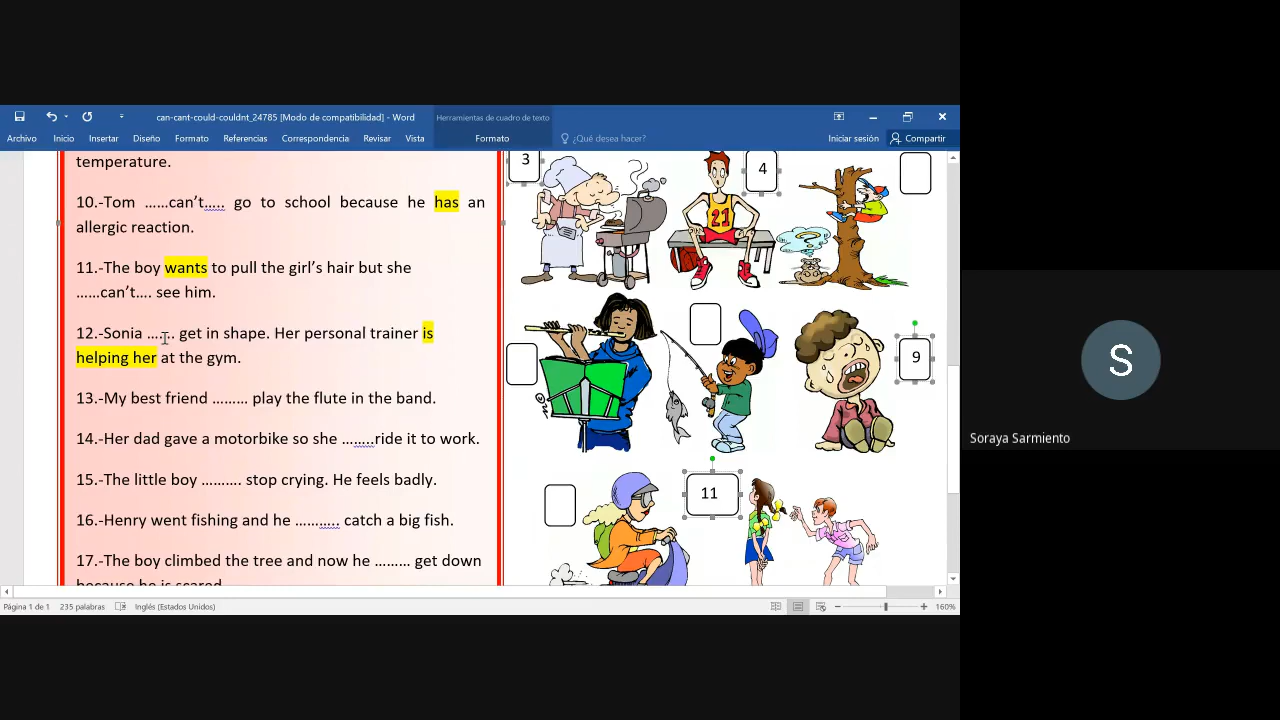 can-cant-could-couldnt_24785 [Modo de compatibilidad] - Word
Herramientas de cuadro de texto
Archivo Inicio Insertar Diseño Formato Referencias Correspondencia Revisar Vista Formato ¿Qué desea hacer? Iniciar sesión Compartir
temperature.
10.-Tom ……can’t….. go to school because he has an
allergic reaction.
11.-The boy wants to pull the girl’s hair but she
……can’t…. see him.
12.-Sonia …... get in shape. Her personal trainer is
helping her at the gym.
13.-My best friend ……… play the flute in the band.
14.-Her dad gave a motorbike so she ……..ride it to work.
15.-The little boy ………. stop crying. He feels badly.
16.-Henry went fishing and he ………... catch a big fish.
17.-The boy climbed the tree and now he ……… get down
because he is scared
3
4
21
?
9
11
Página 1 de 1 235 palabras Inglés (Estados Unidos) 160%
S
Soraya Sarmiento